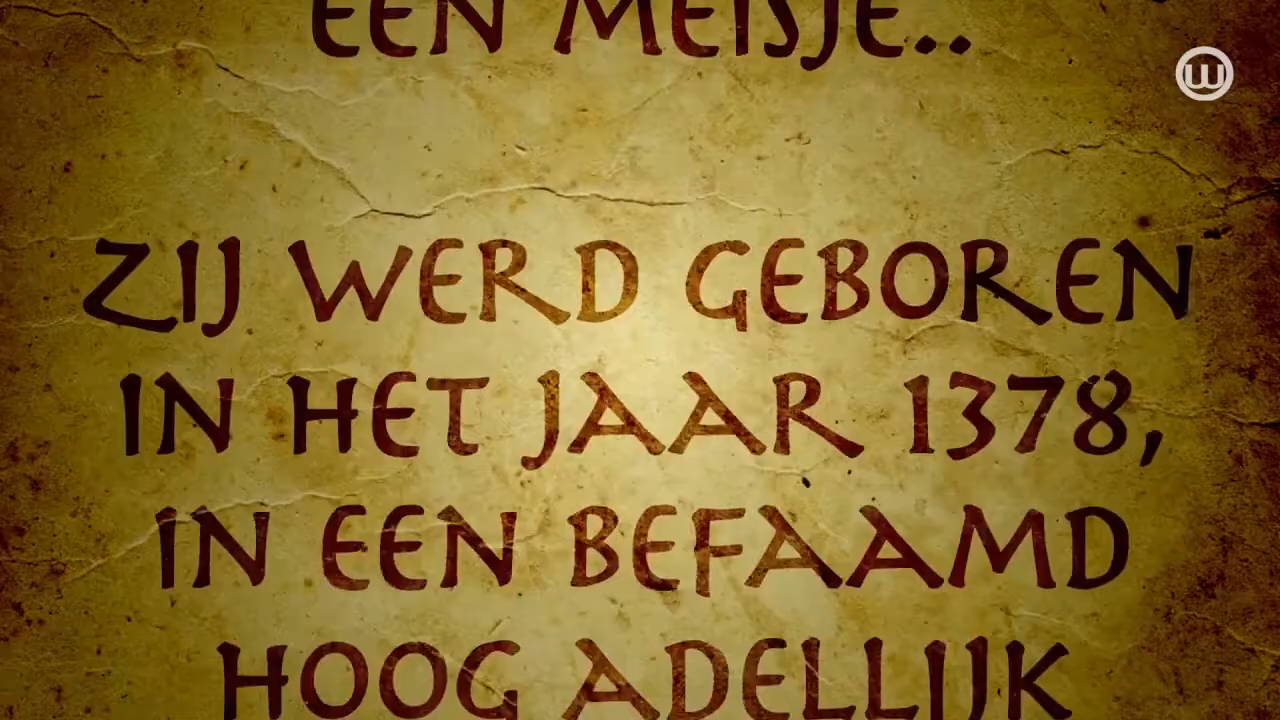 EEN MEISJE..
W
ZIJ WERD GEBOREN
IN HET JAAR 1378,
IN EEN BEFAAMD
HOOG ADELLIJK